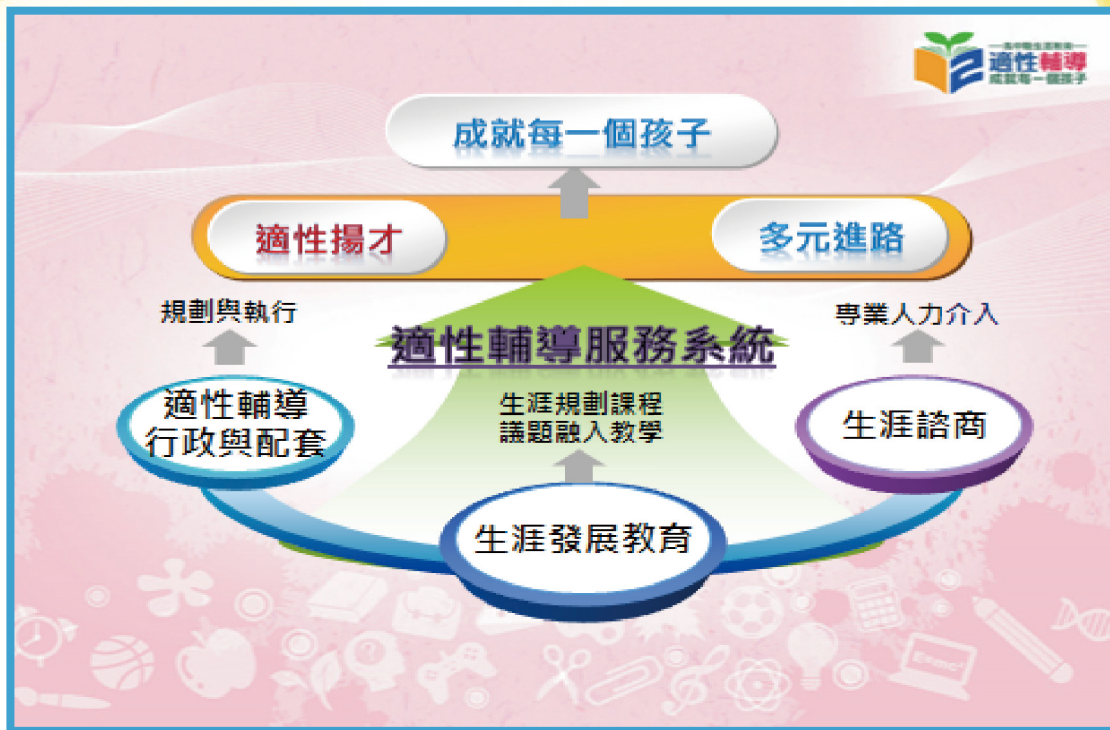 適性輔導
成就每一個孩子
成就每一個孩子
適性揚才
多元進路
規劃與執行
專業人力介入
適性輔導服務系統
適性輔導
行政與配套
生涯規劃課程
議題融入教學
生涯諮商
生涯發展教育